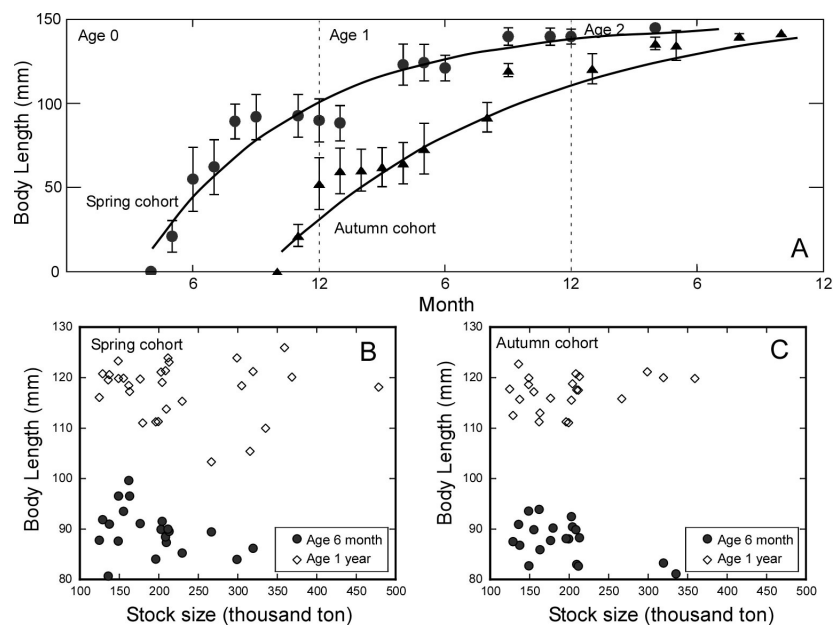 150
100
50
0
Body Length (mm)
Age 0
Age 1
Age 2
Spring cohort
Autumn cohort
A
6
12
6
12
6
12
Month
130
120
110
100
90
80
Body Length (mm)
Spring cohort
B
Age 6 month
Age 1 year
100 150 200 250 300 350 400 450 500
Stock size (thousand ton)
130
120
110
100
90
80
Body Length (mm)
Autumn cohort
C
Age 6 month
Age 1 year
100 150 200 250 300 350 400 450 500
Stock size (thousand ton)